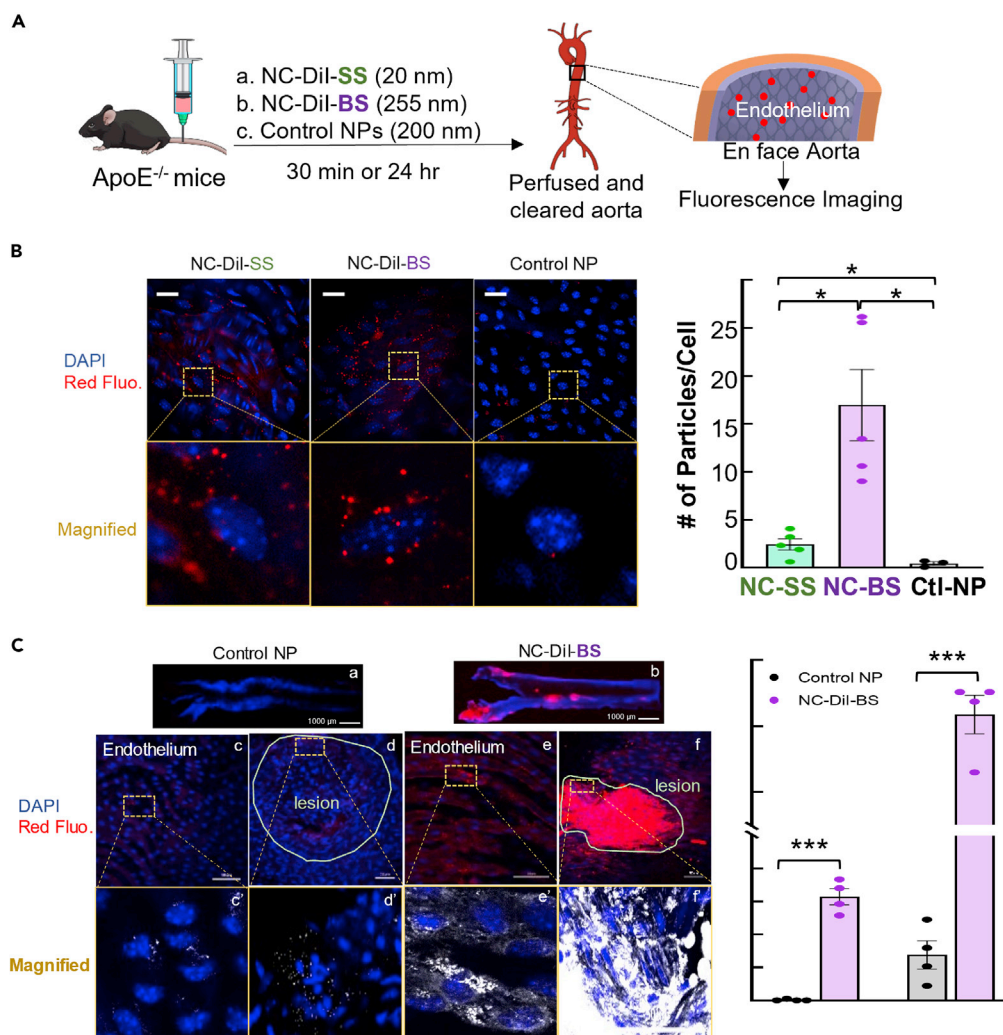 A
a. NC-Dil-SS (20 nm)
b. NC-Dil-BS (255 nm)
c. Control NPs (200 nm)
ApoE-/- mice
30 min or 24 hr
Perfused and
cleared aorta
Endothelium
En face Aorta
Fluorescence Imaging
B
NC-Dil-SS
NC-Dil-BS
Control NP
DAPI
Red Fluo.
Magnified
# of Particles/Cell
30
25
20
15
10
5
0
*
*
*
NC-SS
NC-BS
Ctl-NP
C
Control NP
NC-Dil-BS
a
1000 µm
b
1000 µm
DAPI
Red Fluo.
Endothelium
c
d
lesion
Endothelium
e
f
lesion
Magnified
c'
d'
e'
f'
Control NP
NC-Dil-BS
***
***